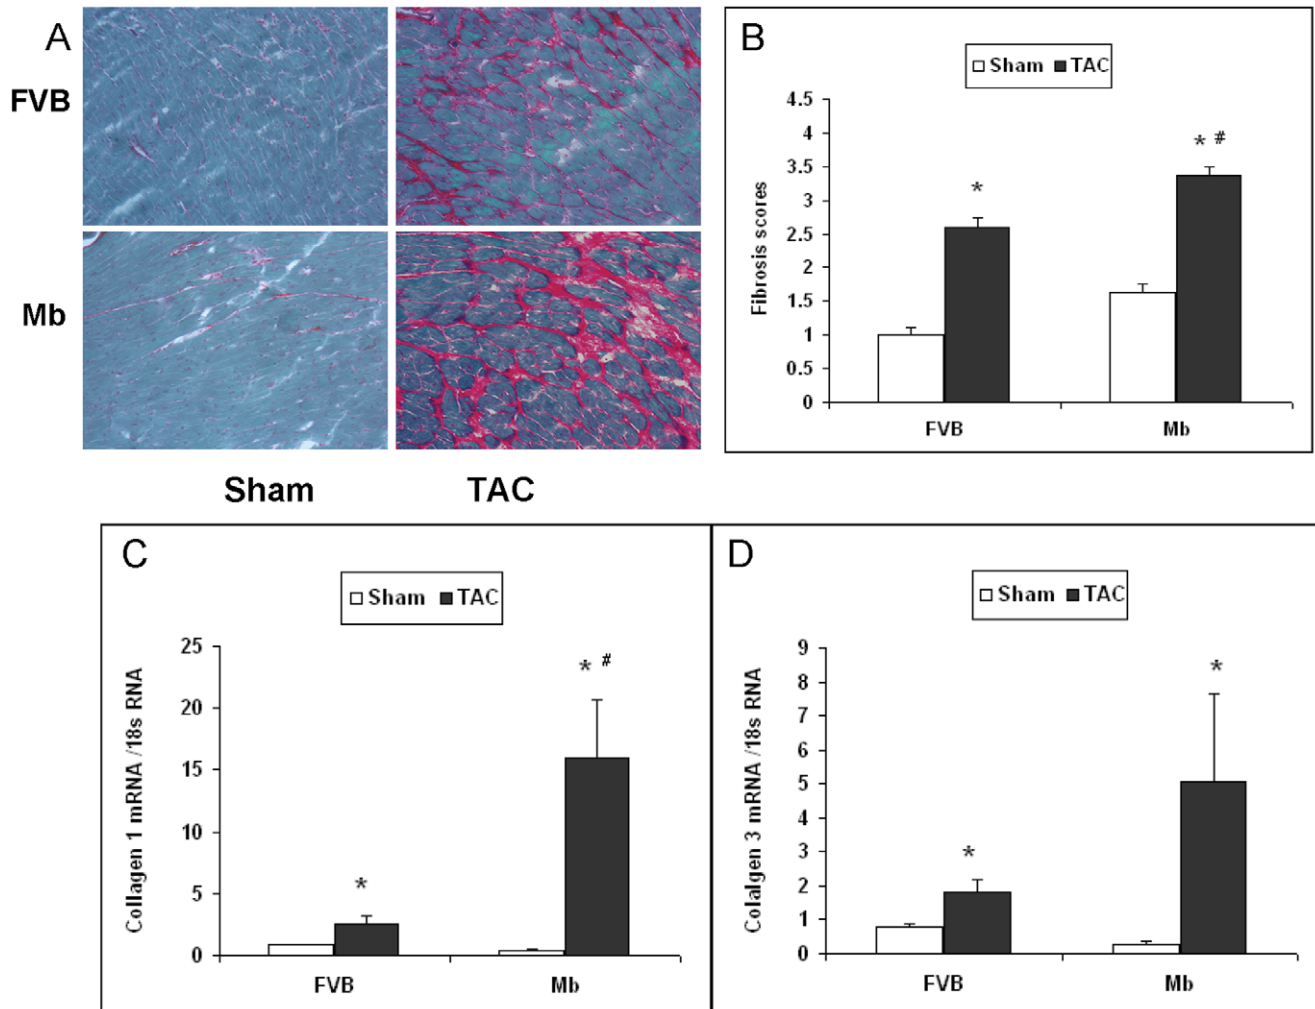 A
FVB
Mb
Sham
TAC
B
Sham TAC
Fibrosis scores
4.5
4
3.5
3
2.5
2
1.5
1
0.5
0
*
* #
FVB
Mb
C
Sham TAC
Collagen 1 mRNA /18s RNA
25
20
15
10
5
0
*
* #
FVB
Mb
D
Sham TAC
Colalgen 3 mRNA /18s RNA
9
8
7
6
5
4
3
2
1
0
*
*
FVB
Mb